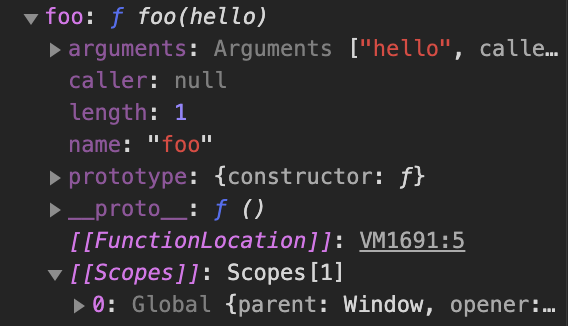 foo: ƒ foo(hello)
arguments: Arguments ["hello", calle…
caller: null
length: 1
name: "foo"
prototype: {constructor: ƒ}
__proto__: ƒ ()
[[FunctionLocation]]: VM1691:5
[[Scopes]]: Scopes[1]
0: Global {parent: Window, opener:…